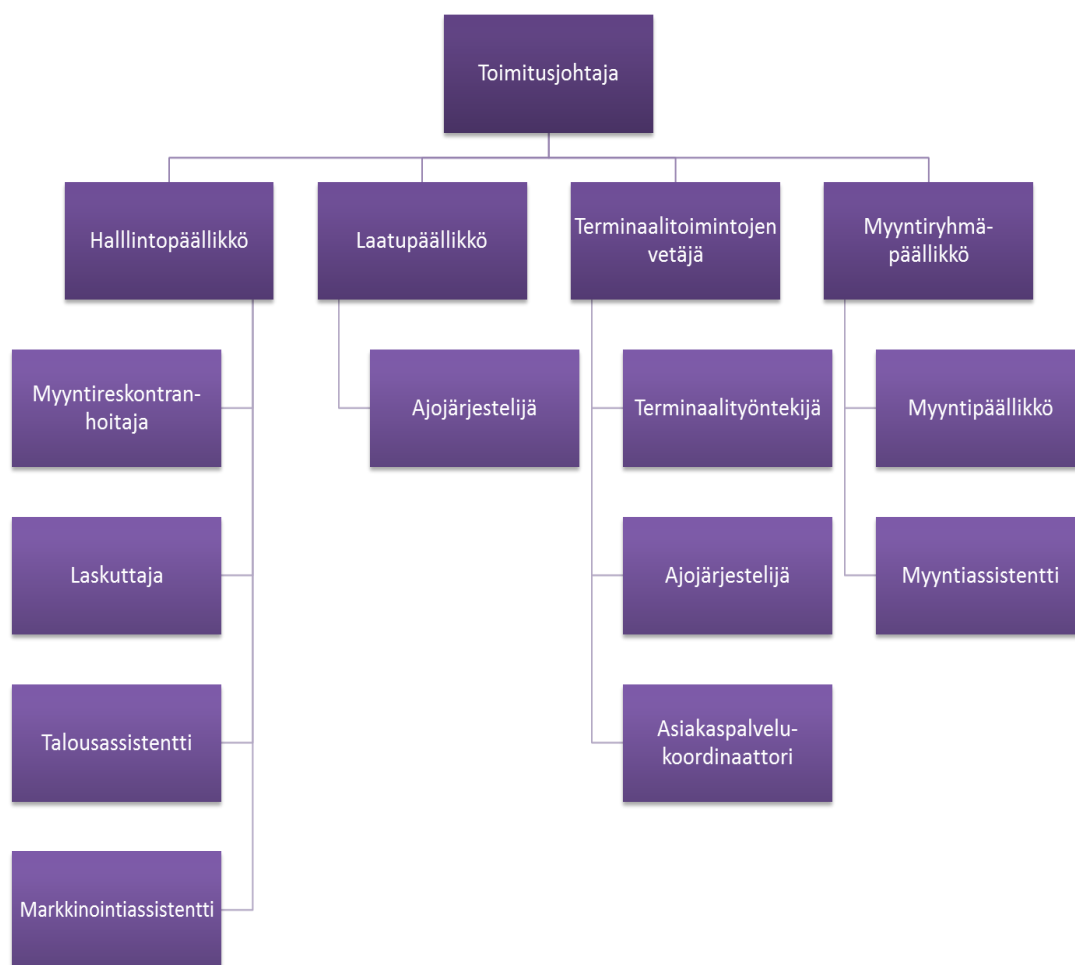 Toimitusjohtaja
Halllintopäällikkö
Laatupäällikkö
Terminaalitoimintojen
vetäjä
Myyntiryhmä-
päällikkö
Myyntireskontran-
hoitaja
Laskuttaja
Talousassistentti
Markkinointiassistentti
Ajojärjestelijä
Terminaalityöntekijä
Ajojärjestelijä
Asiakaspalvelu-
koordinaattori
Myyntipäällikkö
Myyntiassistentti